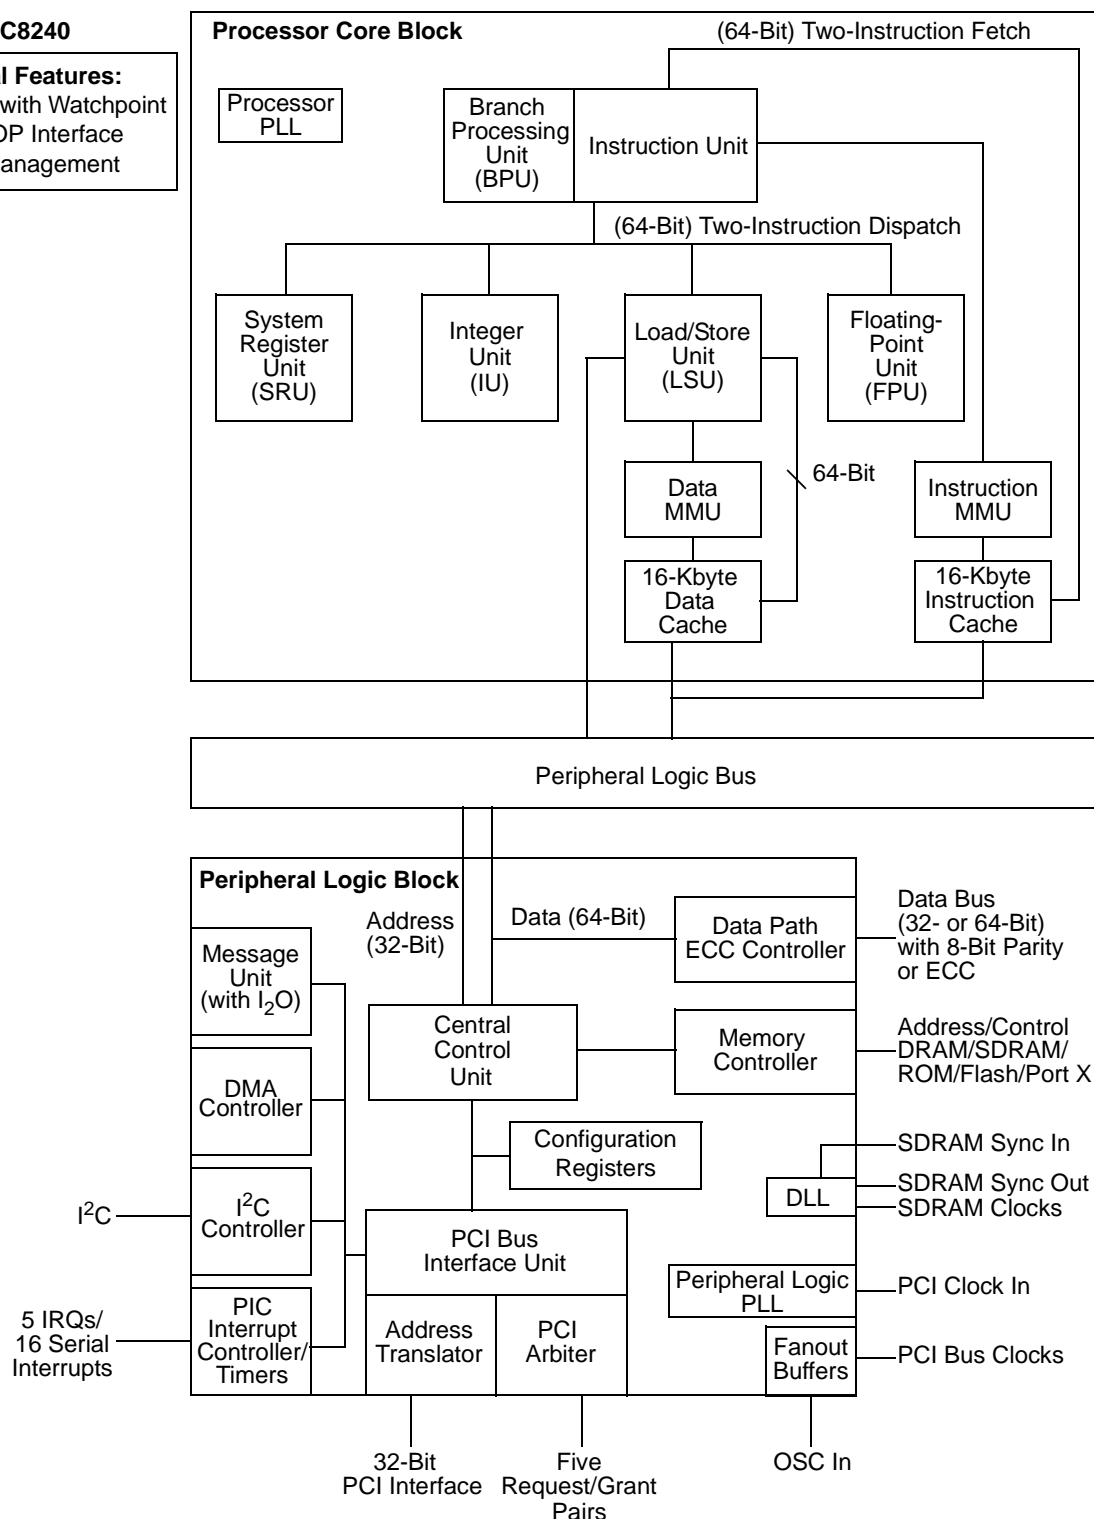 C8240
Features:
with Watchpoint
Interface
Processor Core Block
(64-Bit) Two-Instruction Fetch
Processor
PLL
Branch
Processing
Unit
(BPU)
Instruction Unit
(64-Bit) Two-Instruction Dispatch
System
Register
Unit
(SRU)
Integer
Unit
(IU)
Load/Store
Unit
(LSU)
Floating-
Point
Unit
(FPU)
64-Bit
Data
MMU
Instruction
MMU
16-Kbyte
Data
Cache
16-Kbyte
Instruction
Cache
Peripheral Logic Bus
Peripheral Logic Block
Address
(32-Bit)
Data (64-Bit)
Data Path
ECC Controller
Data Bus
(32- or 64-Bit)
with 8-Bit Parity
or ECC
Message
Unit
(with I2O)
Central
Control
Unit
Memory
Controller
Address/Control
DRAM/SDRAM/
ROM/Flash/Port X
DMA
Controller
Configuration
Registers
SDRAM Sync In
DLL
SDRAM Sync Out
SDRAM Clocks
I2C
I2C
Controller
PCI Bus
Interface Unit
Peripheral Logic
PLL
PCI Clock In
5 IRQs/
16 Serial
Interrupts
PIC
Interrupt
Controller/
Timers
Address
Translator
PCI
Arbiter
Fanout
Buffers
PCI Bus Clocks
32-Bit
PCI Interface
Five
Request/Grant
Pairs
OSC In